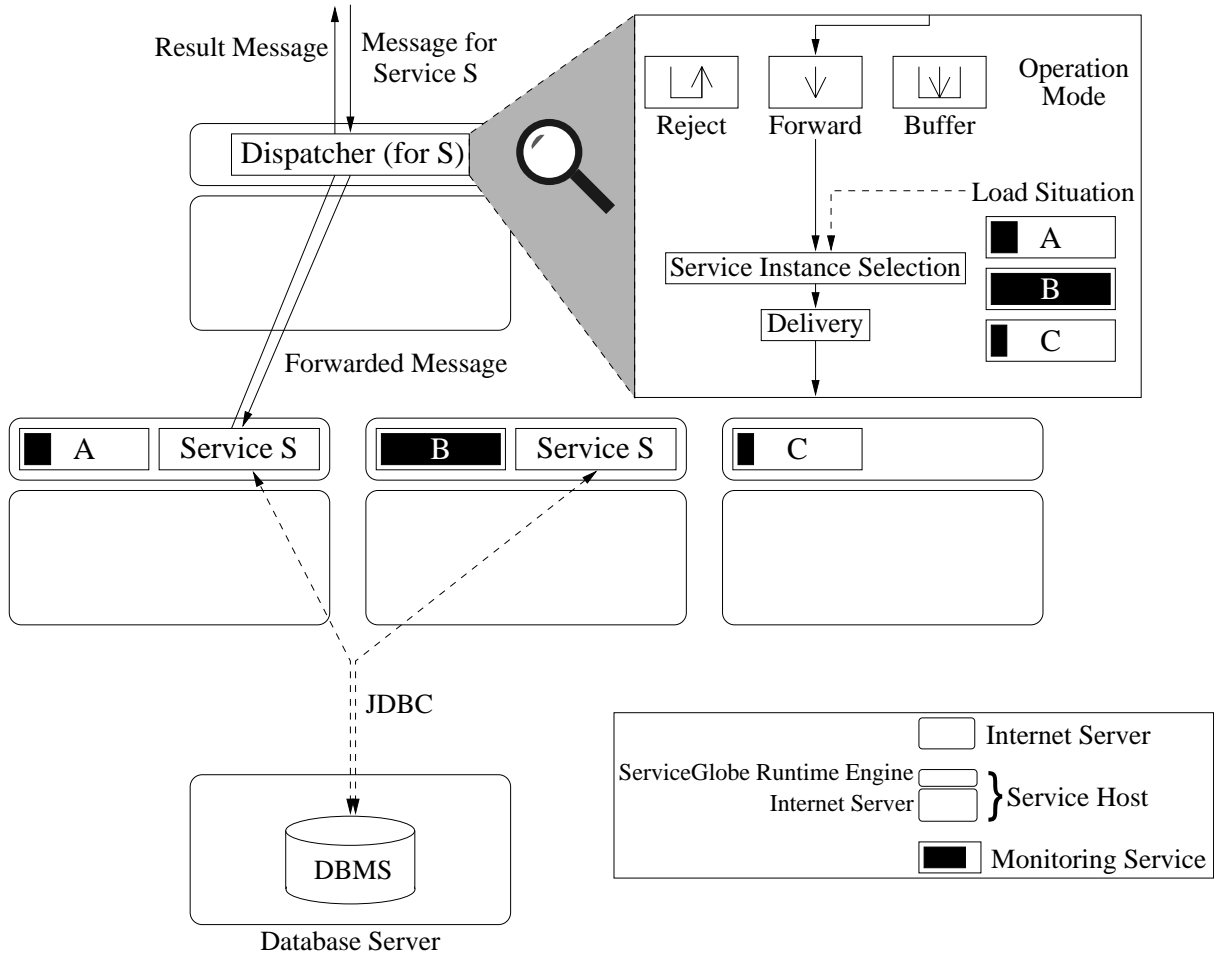 Result Message
Message for
Service S
Dispatcher (for S)
Reject
Forward
Buffer
Operation
Mode
Load Situation
A
B
C
Service Instance Selection
Delivery
Forwarded Message
A
Service S
B
Service S
C
JDBC
DBMS
Database Server
Internet Server
ServiceGlobe Runtime Engine
Internet Server
Service Host
Monitoring Service